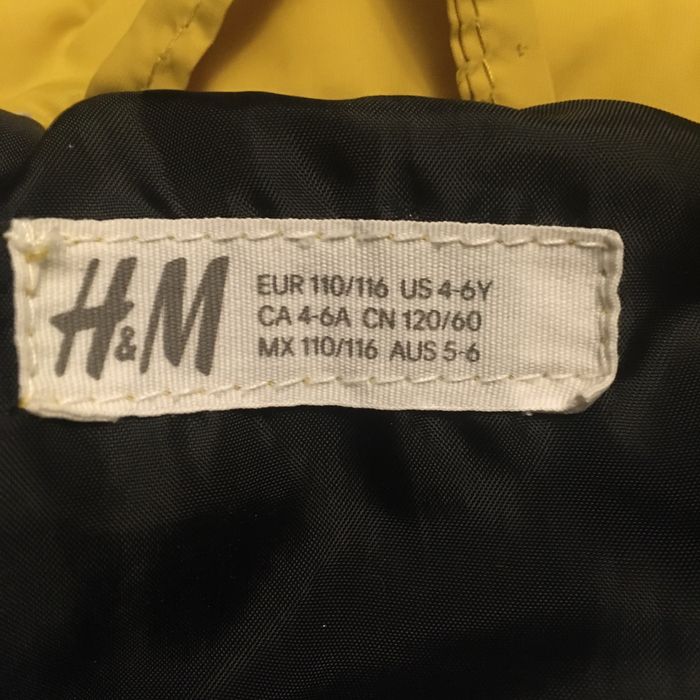 H&M
EUR 110/116 US 4-6Y
CA 4-6A CN 120/60
MX 110/116 AUS 5-6